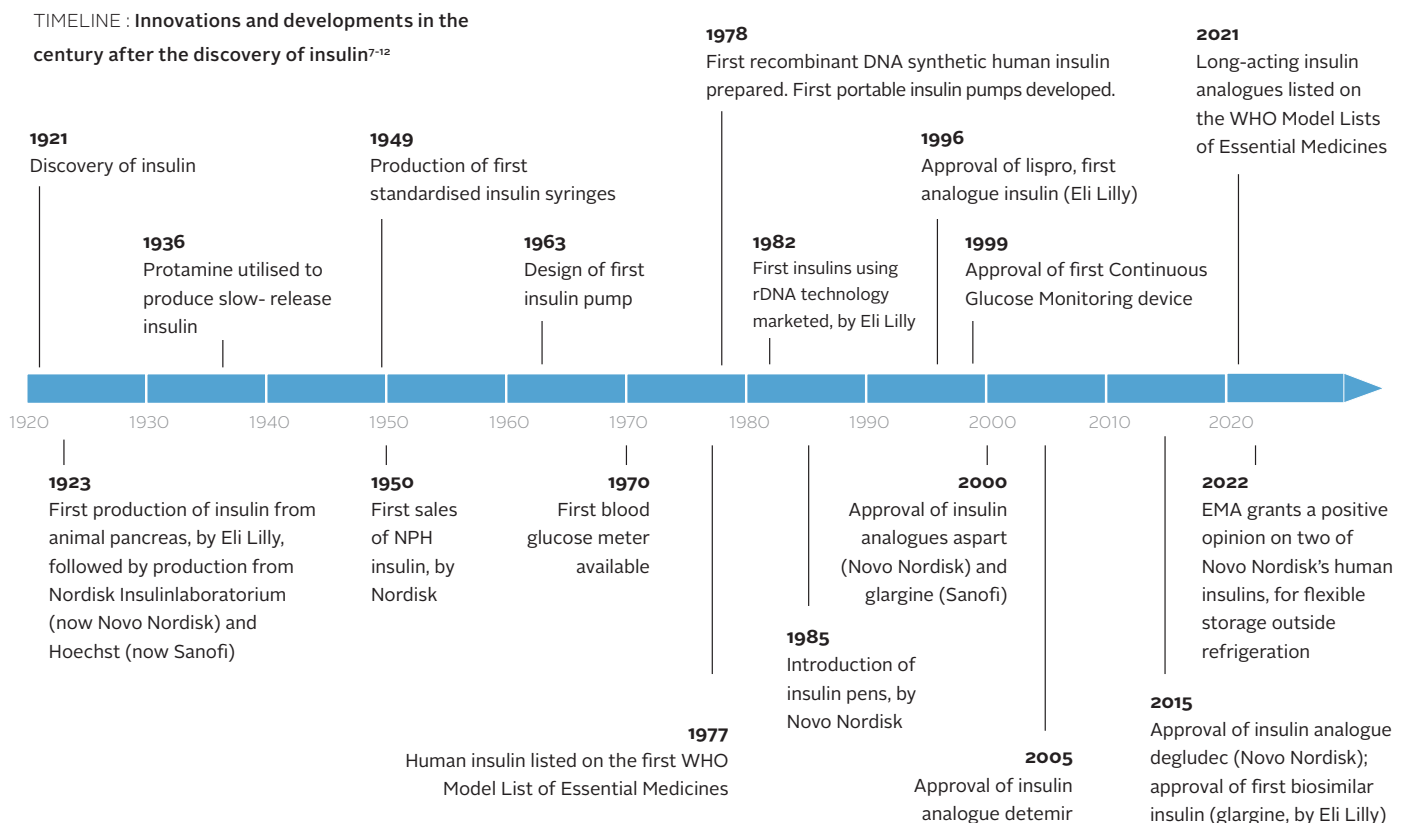 TIMELINE : Innovations and developments in the
century after the discovery of insulin⁷⁻¹²
1921
Discovery of insulin
1936
Protamine utilised to
produce slow- release
insulin
1949
Production of first
standardised insulin syringes
1963
Design of first
insulin pump
1978
First recombinant DNA synthetic human insulin
prepared. First portable insulin pumps developed.
1982
First insulins using
rDNA technology
marketed, by Eli Lilly
1996
Approval of lispro, first
analogue insulin (Eli Lilly)
1999
Approval of first Continuous
Glucose Monitoring device
2021
Long-acting insulin
analogues listed on
the WHO Model Lists
of Essential Medicines
1920
1930
1940
1950
1960
1970
1980
1990
2000
2010
2020
1923
First production of insulin from
animal pancreas, by Eli Lilly,
followed by production from
Nordisk Insulinlaboratorium
(now Novo Nordisk) and
Hoechst (now Sanofi)
1950
First sales
of NPH
insulin, by
Nordisk
1970
First blood
glucose meter
available
1977
Human insulin listed on the first WHO
Model List of Essential Medicines
1985
Introduction of
insulin pens, by
Novo Nordisk
2000
Approval of insulin
analogues aspart
(Novo Nordisk) and
glargine (Sanofi)
2005
Approval of insulin
analogue detemir
2015
Approval of insulin analogue
degludec (Novo Nordisk);
approval of first biosimilar
insulin (glargine, by Eli Lilly)
2022
EMA grants a positive
opinion on two of
Novo Nordisk's human
insulins, for flexible
storage outside
refrigeration